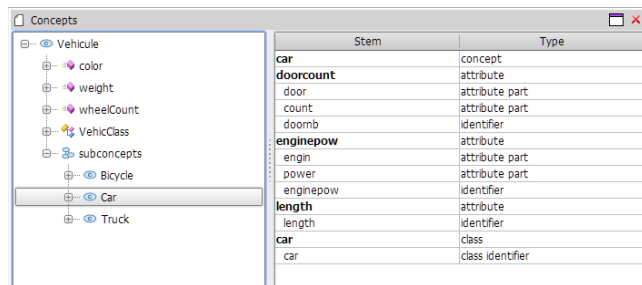 Concepts
Vehicule
color
weight
wheelCount
VehicClass
subconcepts
Bicycle
Car
Truck
Stem Type
car concept
doorcount attribute
door attribute part
count attribute part
doornb identifier
enginepow attribute
engin attribute part
power attribute part
enginepow identifier
length attribute
length identifier
car class
car class identifier